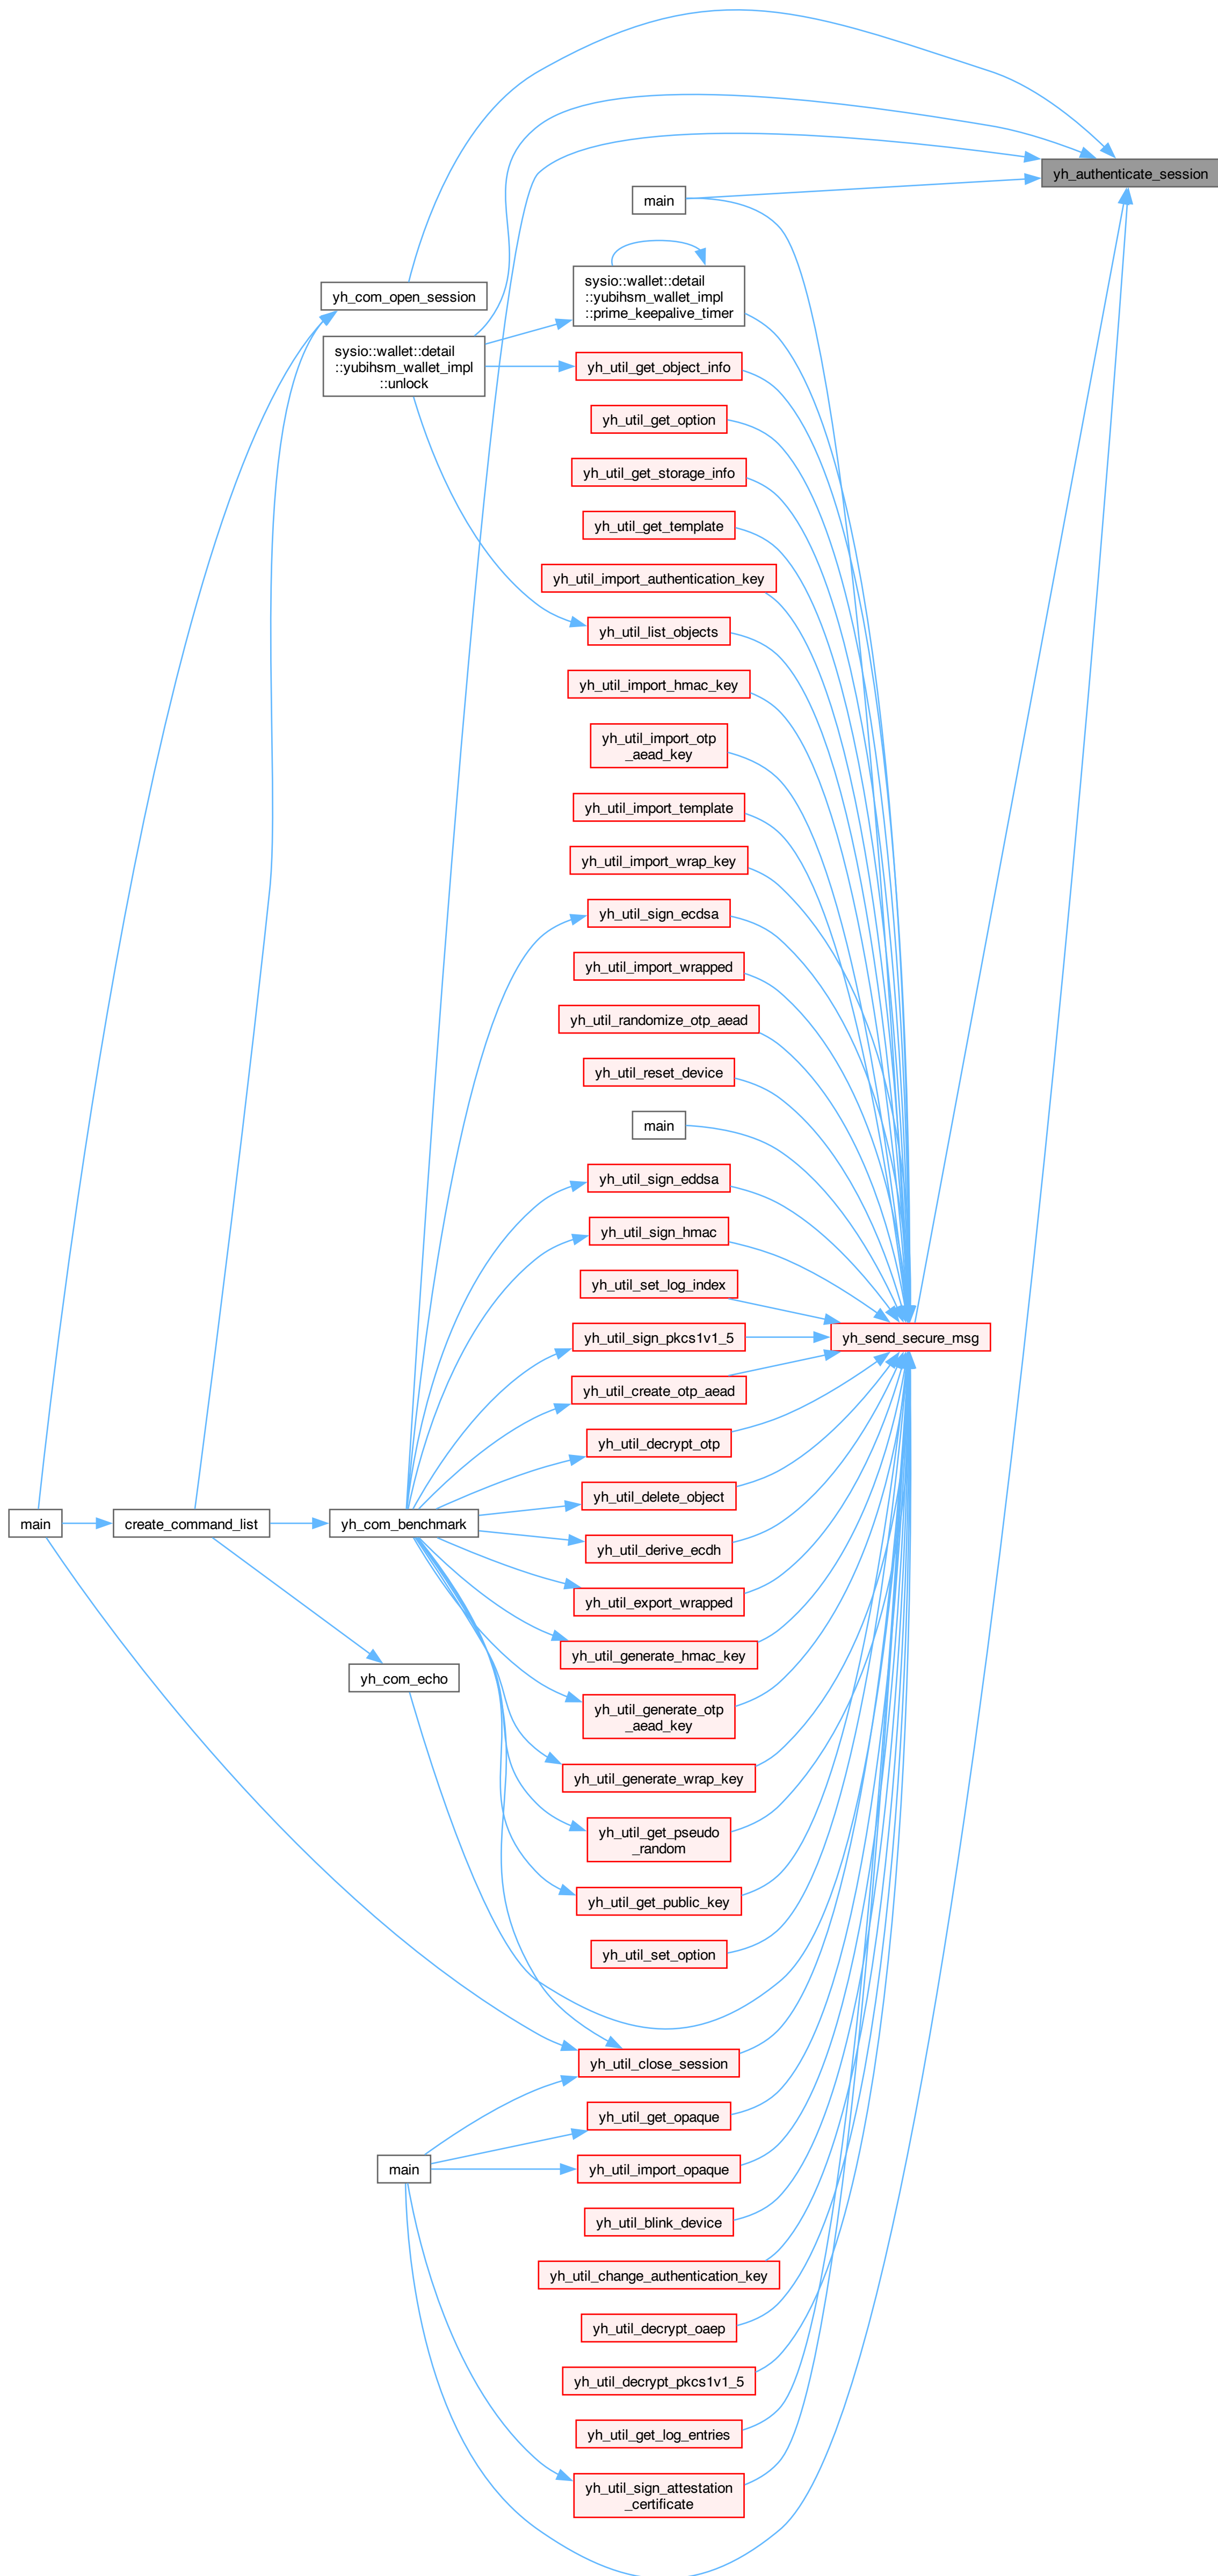 yh_authenticate_session
main
sysio::wallet::detail
::yubihsm_wallet_impl
::prime_keepalive_timer
yh_com_open_session
sysio::wallet::detail
::yubihsm_wallet_impl
::unlock
yh_util_get_object_info
yh_util_get_option
yh_util_get_storage_info
yh_util_get_template
yh_util_import_authentication_key
yh_util_list_objects
yh_util_import_hmac_key
yh_util_import_otp
_aead_key
yh_util_import_template
yh_util_import_wrap_key
yh_util_sign_ecdsa
yh_util_import_wrapped
yh_util_randomize_otp_aead
yh_util_reset_device
main
yh_util_sign_eddsa
yh_util_sign_hmac
yh_util_set_log_index
yh_util_sign_pkcs1v1_5
yh_send_secure_msg
yh_util_create_otp_aead
yh_util_decrypt_otp
yh_util_delete_object
main
create_command_list
yh_com_benchmark
yh_util_derive_ecdh
yh_util_export_wrapped
yh_util_generate_hmac_key
yh_com_echo
yh_util_generate_otp
_aead_key
yh_util_generate_wrap_key
yh_util_get_pseudo
_random
yh_util_get_public_key
yh_util_set_option
yh_util_close_session
yh_util_get_opaque
main
yh_util_import_opaque
yh_util_blink_device
yh_util_change_authentication_key
yh_util_decrypt_oaep
yh_util_decrypt_pkcs1v1_5
yh_util_get_log_entries
yh_util_sign_attestation
_certificate